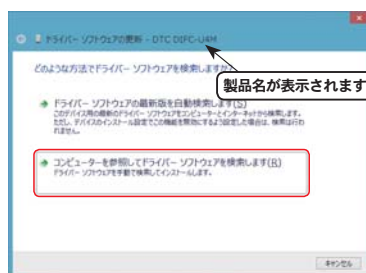 ドライバー ソフトウェアの更新 - DTC DIFC-U4M
どのような方法でドライバー ソフトウェアを検索しますか?
製品名が表示されます
ドライバー ソフトウェアの最新版を自動検索します(S)
このデバイス用の最新のドライバー ソフトウェアをコンピューターとインターネットから検索します。
ただし、デバイスのインストール設定でこの機能を無効にするよう設定した場合は、検索は行わ
れません。
コンピューターを参照してドライバー ソフトウェアを検索します(R)
ドライバー ソフトウェアを手動で検索してインストールします。
キャンセル